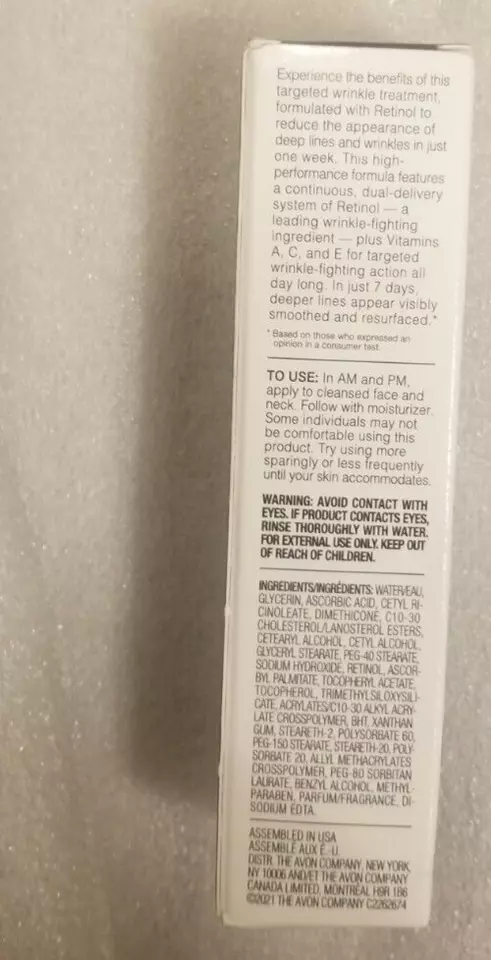 Experience the benefits of this
targeted wrinkle treatment,
formulated with Retinol to
reduce the appearance of
deep lines and wrinkles in just
one week. This high-
performance formula features
a continuous, dual-delivery
system of Retinol — a
leading wrinkle-fighting
ingredient — plus Vitamins
A, C, and E for targeted
wrinkle-fighting action all
day long. In just 7 days,
deeper lines appear visibly
smoothed and resurfaced.*
* Based on those who expressed an
opinion in a consumer test.
TO USE: In AM and PM,
apply to cleansed face and
neck. Follow with moisturizer.
Some individuals may not
be comfortable using this
product. Try using more
sparingly or less frequently
until your skin accommodates.
WARNING: AVOID CONTACT WITH
EYES. IF PRODUCT CONTACTS EYES,
RINSE THOROUGHLY WITH WATER.
FOR EXTERNAL USE ONLY. KEEP OUT
OF REACH OF CHILDREN.
INGREDIENTS/INGRÉDIENTS: WATER/EAU,
GLYCERIN, ASCORBIC ACID, CETYL RI-
CINOLEATE, DIMETHICONE, C10-30
CHOLESTEROL/LANOSTEROL ESTERS,
CETEARYL ALCOHOL, CETYL ALCOHOL,
GLYCERYL STEARATE, PEG-40 STEARATE,
SODIUM HYDROXIDE, RETINOL, ASCOR-
BYL PALMITATE, TOCOPHERYL ACETATE,
TOCOPHEROL, TRIMETHYLSILOXYSILI-
CATE, ACRYLATES/C10-30 ALKYL ACRY-
LATE CROSSPOLYMER, BHT, XANTHAN
GUM, STEARETH-2, POLYSORBATE 60,
PEG-150 STEARATE, STEARETH-20, POLY-
SORBATE 20, ALLYL METHACRYLATES
CROSSPOLYMER, PEG-80 SORBITAN
LAURATE, BENZYL ALCOHOL, METHYL-
PARABEN, PARFUM/FRAGRANCE, DI-
SODIUM EDTA.
ASSEMBLED IN USA
ASSEMBLÉ AUX É.-U.
DISTR. THE AVON COMPANY, NEW YORK,
NY 10006 AND/ET THE AVON COMPANY
CANADA LIMITED, MONTRÉAL H9R 1B6
©2021 THE AVON COMPANY C2262674